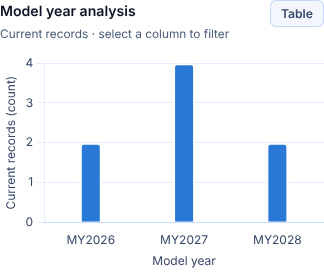 Model year analysis
Table
Current records · select a column to filter
Current records (count)
4
3
2
1
0
MY2026 MY2027 MY2028
Model year